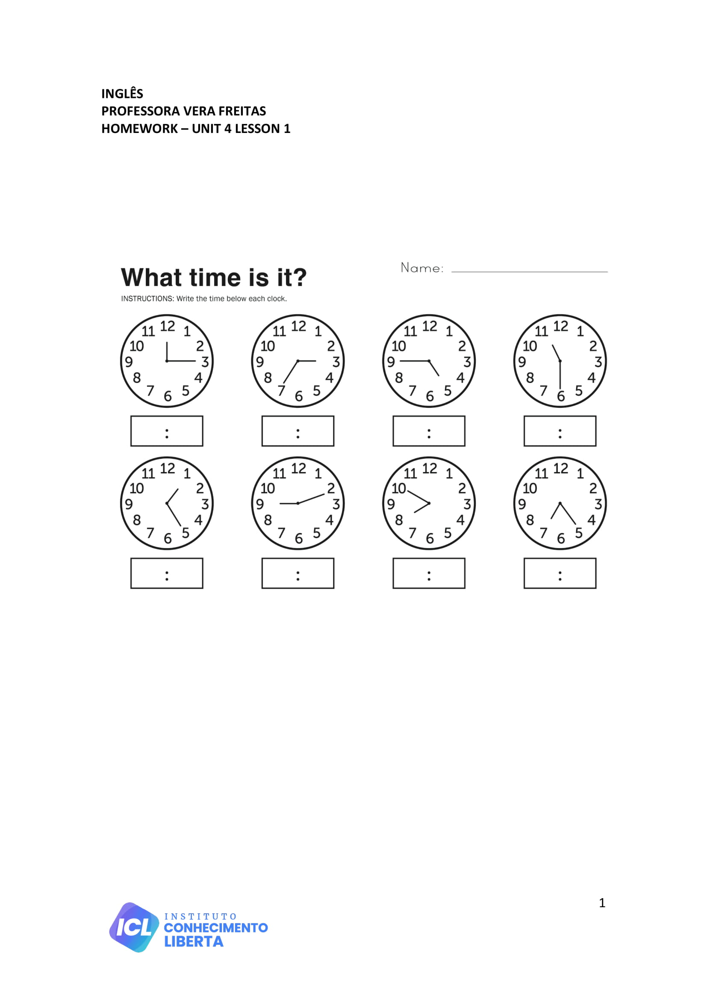 INGLÊS
PROFESSORA VERA FREITAS
HOMEWORK – UNIT 4 LESSON 1
What time is it?
Name:
INSTRUCTIONS: Write the time below each clock.
12 1 2 3 4 5 6 7 8 9 10 11
12 1 2 3 4 5 6 7 8 9 10 11
12 1 2 3 4 5 6 7 8 9 10 11
12 1 2 3 4 5 6 7 8 9 10 11
: : : :
12 1 2 3 4 5 6 7 8 9 10 11
12 1 2 3 4 5 6 7 8 9 10 11
12 1 2 3 4 5 6 7 8 9 10 11
12 1 2 3 4 5 6 7 8 9 10 11
: : : :
1
ICL
INSTITUTO
CONHECIMENTO
LIBERTA